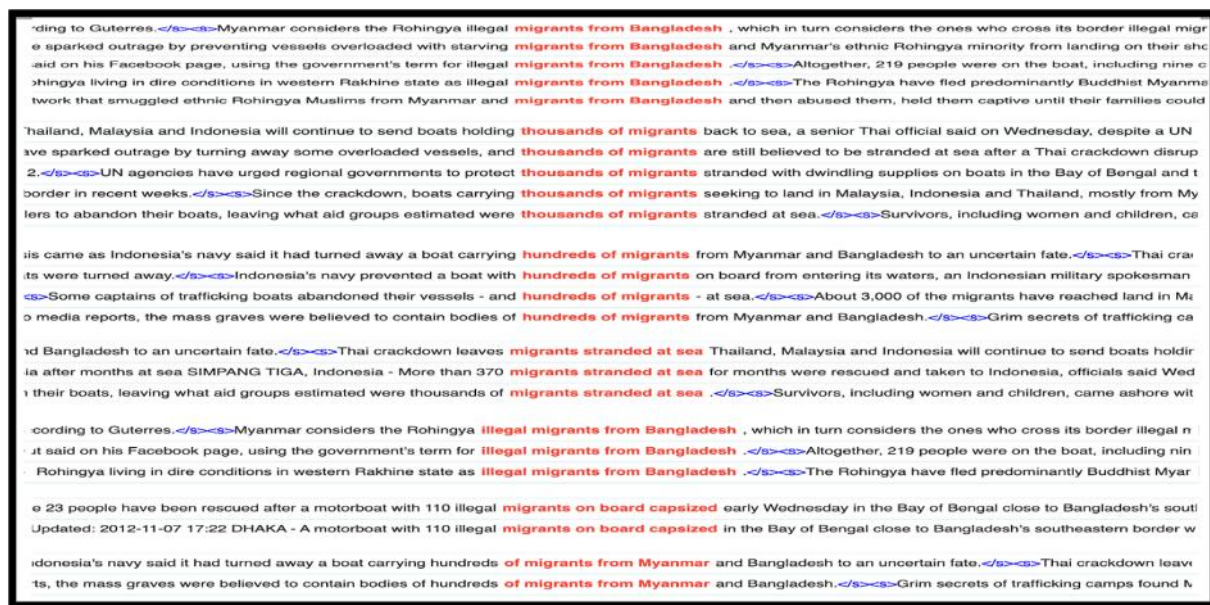 ding to Guterres.</s><s>Myanmar considers the Rohingya illegal migrants from Bangladesh , which in turn considers the ones who cross its border illegal migr
e sparked outrage by preventing vessels overloaded with starving migrants from Bangladesh and Myanmar's ethnic Rohingya minority from landing on their sho
aid on his Facebook page, using the government's term for illegal migrants from Bangladesh .</s><s>Altogether, 219 people were on the boat, including nine c
ohingya living in dire conditions in western Rakhine state as illegal migrants from Bangladesh .</s><s>The Rohingya have fled predominantly Buddhist Myanma
twork that smuggled ethnic Rohingya Muslims from Myanmar and migrants from Bangladesh and then abused them, held them captive until their families could
Thailand, Malaysia and Indonesia will continue to send boats holding thousands of migrants back to sea, a senior Thai official said on Wednesday, despite a UN
ave sparked outrage by turning away some overloaded vessels, and thousands of migrants are still believed to be stranded at sea after a Thai crackdown disrup
2.</s><s>UN agencies have urged regional governments to protect thousands of migrants stranded with dwindling supplies on boats in the Bay of Bengal and t
border in recent weeks.</s><s>Since the crackdown, boats carrying thousands of migrants seeking to land in Malaysia, Indonesia and Thailand, mostly from My
lers to abandon their boats, leaving what aid groups estimated were thousands of migrants stranded at sea.</s><s>Survivors, including women and children, ca
sis came as Indonesia's navy said it had turned away a boat carrying hundreds of migrants from Myanmar and Bangladesh to an uncertain fate.</s><s>Thai cra
ts were turned away.</s><s>Indonesia's navy prevented a boat with hundreds of migrants on board from entering its waters, an Indonesian military spokesman
<s>Some captains of trafficking boats abandoned their vessels - and hundreds of migrants - at sea.</s><s>About 3,000 of the migrants have reached land in Ma
o media reports, the mass graves were believed to contain bodies of hundreds of migrants from Myanmar and Bangladesh.</s><s>Grim secrets of trafficking ca
nd Bangladesh to an uncertain fate.</s><s>Thai crackdown leaves migrants stranded at sea Thailand, Malaysia and Indonesia will continue to send boats holdir
ia after months at sea SIMPANG TIGA, Indonesia - More than 370 migrants stranded at sea for months were rescued and taken to Indonesia, officials said Wed
their boats, leaving what aid groups estimated were thousands of migrants stranded at sea .</s><s>Survivors, including women and children, came ashore wit
cording to Guterres.</s><s>Myanmar considers the Rohingya illegal migrants from Bangladesh , which in turn considers the ones who cross its border illegal n
ut said on his Facebook page, using the government's term for illegal migrants from Bangladesh .</s><s>Altogether, 219 people were on the boat, including nin
Rohingya living in dire conditions in western Rakhine state as illegal migrants from Bangladesh .</s><s>The Rohingya have fled predominantly Buddhist Myar
e 23 people have been rescued after a motorboat with 110 illegal migrants on board capsized early Wednesday in the Bay of Bengal close to Bangladesh's soutl
Updated: 2012-11-07 17:22 DHAKA - A motorboat with 110 illegal migrants on board capsized in the Bay of Bengal close to Bangladesh's southeastern border w
idonesia's navy said it had turned away a boat carrying hundreds of migrants from Myanmar and Bangladesh to an uncertain fate.</s><s>Thai crackdown leave
ts, the mass graves were believed to contain bodies of hundreds of migrants from Myanmar and Bangladesh.</s><s>Grim secrets of trafficking camps found M